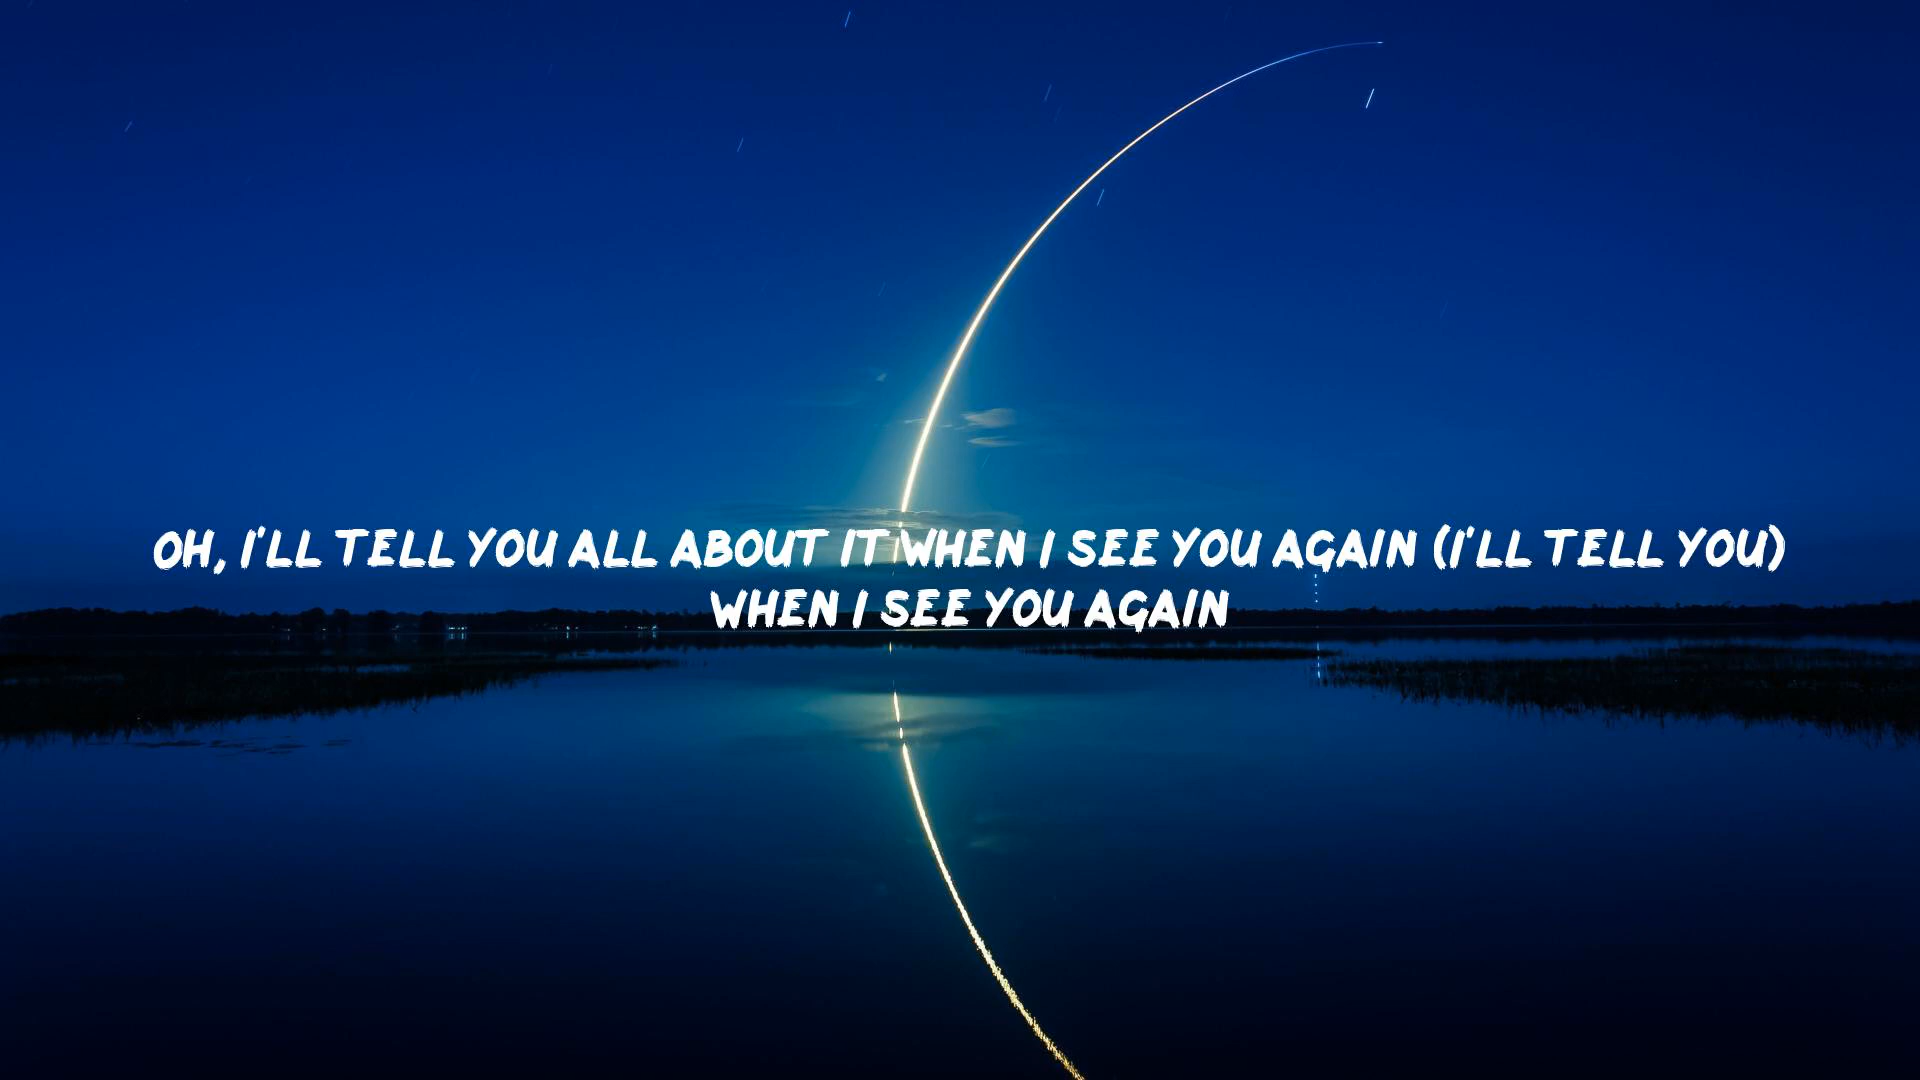 OH, I'LL TELL YOU ALL ABOUT IT WHEN I SEE YOU AGAIN (I'LL TELL YOU)
WHEN I SEE YOU AGAIN